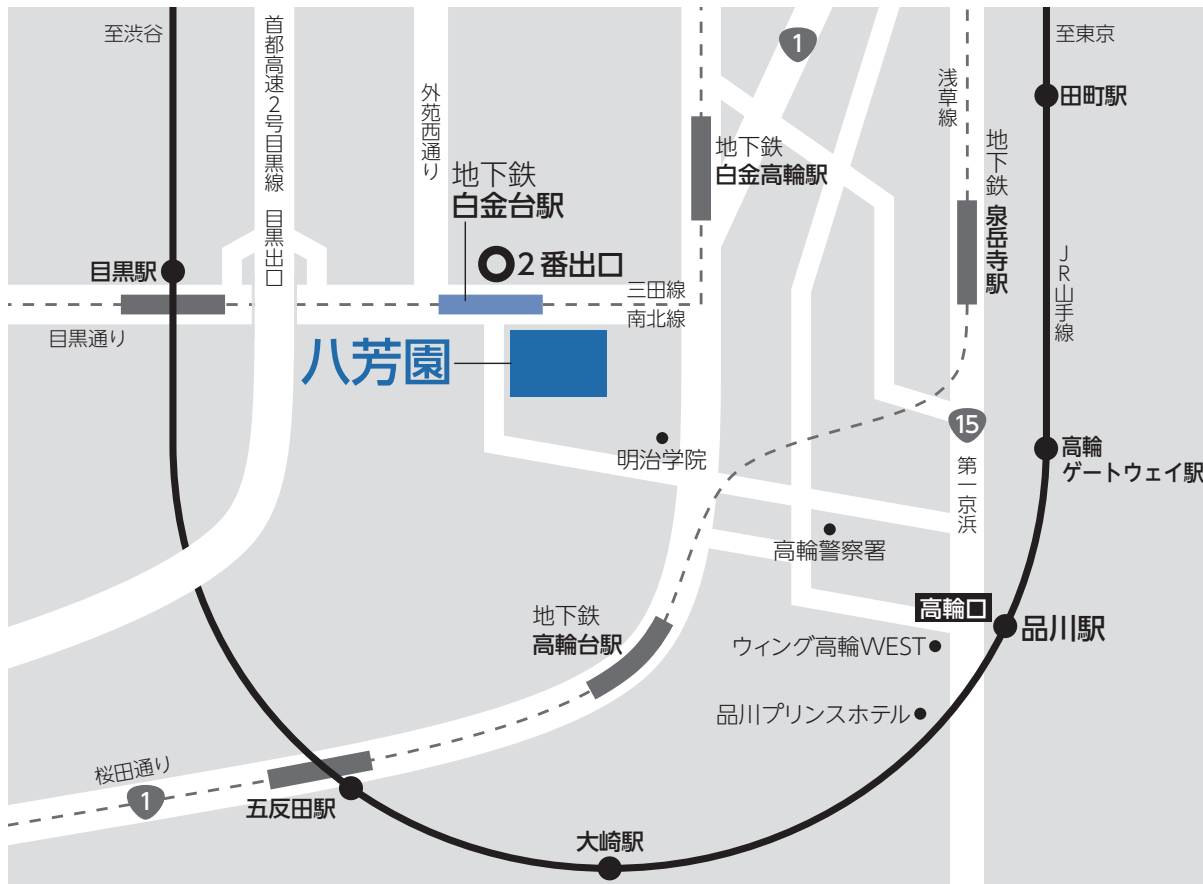 至渋谷
首都高速2号目黒線 目黒出口
外苑西通り
1
浅草線
至東京
田町駅
地下鉄
白金高輪駅
地下鉄
白金台駅
地下鉄
泉岳寺駅
目黒駅
2番出口
JR山手線
三田線
南北線
目黒通り
八芳園
15
明治学院
第一京浜
高輪
ゲートウェイ駅
高輪警察署
高輪口
地下鉄
高輪台駅
品川駅
ウィング高輪WEST
品川プリンスホテル
桜田通り
1
五反田駅
大崎駅